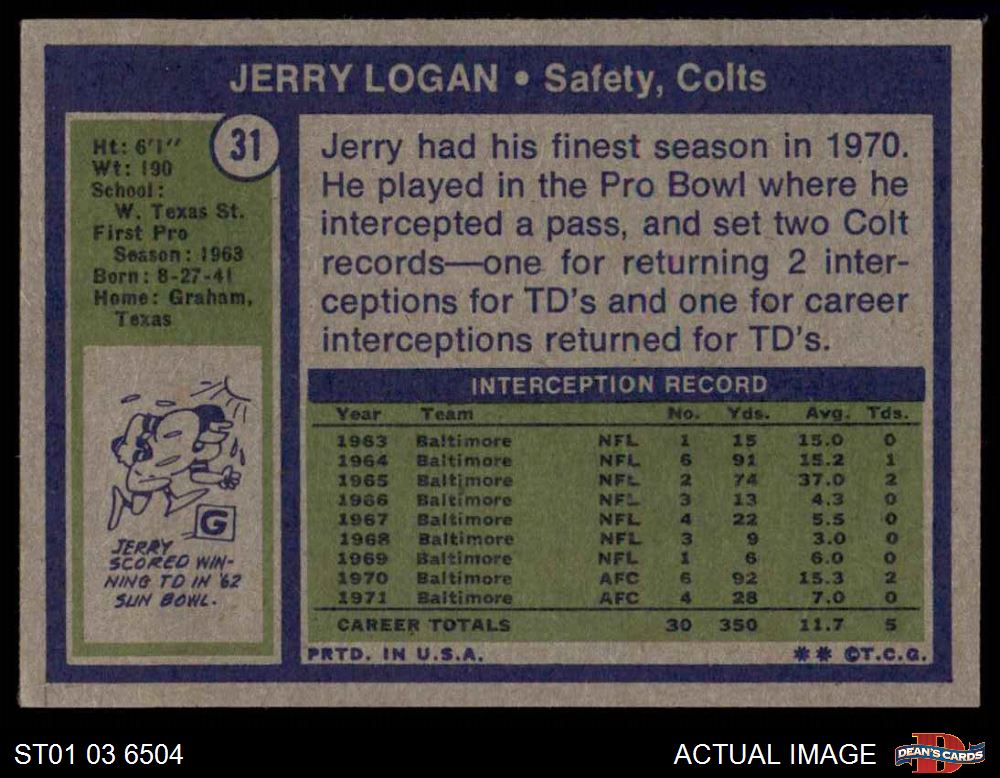 JERRY LOGAN • Safety, Colts
31
Ht: 6'1"
Wt: 190
School:
W. Texas St.
First Pro
Season: 1963
Born: 8-27-41
Home: Graham,
Texas
G
JERRY
SCORED WIN-
NING TD IN '62
SUN BOWL.
Jerry had his finest season in 1970.
He played in the Pro Bowl where he
intercepted a pass, and set two Colt
records—one for returning 2 inter-
ceptions for TD's and one for career
interceptions returned for TD's.
INTERCEPTION RECORD
Year Team No. Yds. Avg. Tds.
1963 Baltimore NFL 1 15 15.0 0
1964 Baltimore NFL 6 91 15.2 1
1965 Baltimore NFL 2 74 37.0 2
1966 Baltimore NFL 3 13 4.3 0
1967 Baltimore NFL 4 22 5.5 0
1968 Baltimore NFL 3 9 3.0 0
1969 Baltimore NFL 1 6 6.0 0
1970 Baltimore AFC 6 92 15.3 2
1971 Baltimore AFC 4 28 7.0 0
CAREER TOTALS 30 350 11.7 5
PRTD. IN U.S.A. ** ©T.C.G.
ST01 03 6504
ACTUAL IMAGE
D
DEAN'S CARDS